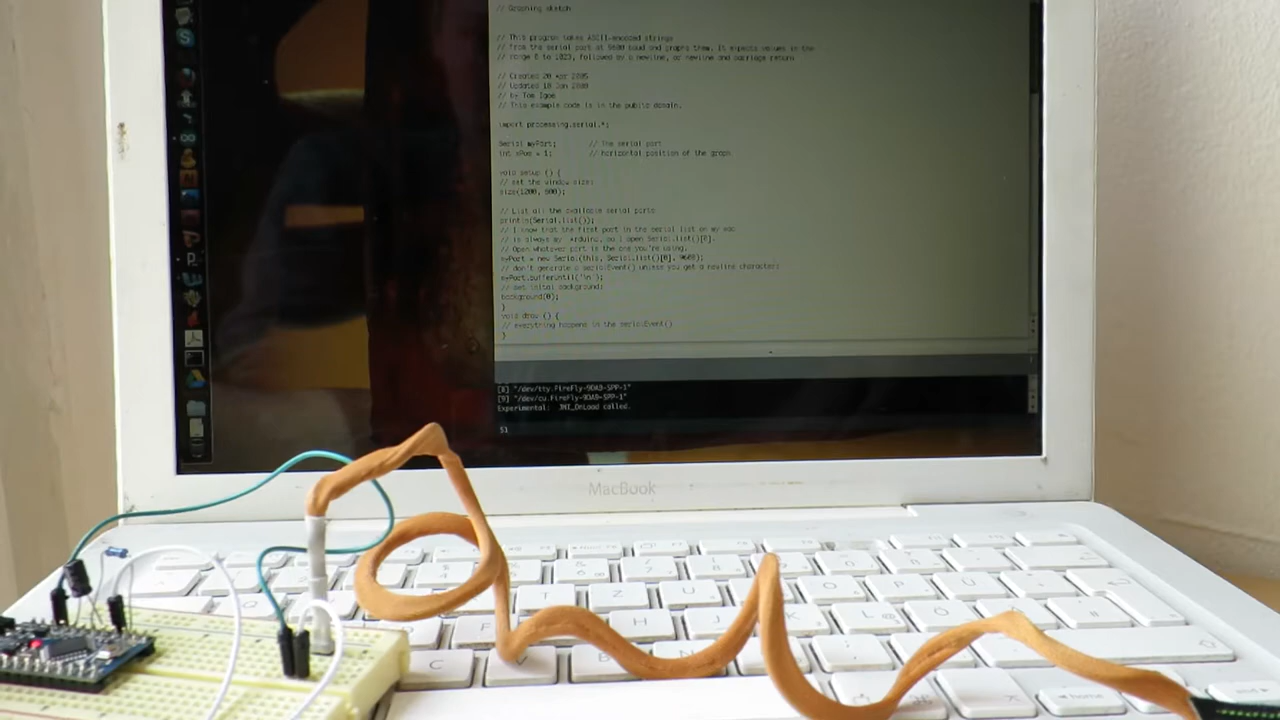 // Graphing sketch
// This program takes ASCII-encoded strings
// from the serial port at 9600 baud and graphs them. It expects values in the
// range 0 to 1023, followed by a newline, or newline and carriage return
// Created 20 Apr 2005
// Updated 18 Jan 2008
// by Tom Igoe
// This example code is in the public domain.
import processing.serial.*;
Serial myPort; // The serial port
int xPos = 1; // horizontal position of the graph
void setup () {
// set the window size:
size(1200, 600);
// List all the available serial ports
println(Serial.list());
// I know that the first port in the serial list on my mac
// is always my Arduino, so I open Serial.list()[0].
// Open whatever port is the one you're using.
myPort = new Serial(this, Serial.list()[0], 9600);
// don't generate a serialEvent() unless you get a newline character:
myPort.bufferUntil('\n');
// set inital background:
background(0);
}
void draw () {
// everything happens in the serialEvent()
}
[8] "/dev/tty.FireFly-9DAB-SPP-1"
[9] "/dev/cu.FireFly-9DAB-SPP-1"
Experimental: JNI_OnLoad called.
51
MacBook
T Z U O P Ü
F H J K L Ö
C V B N
home
end